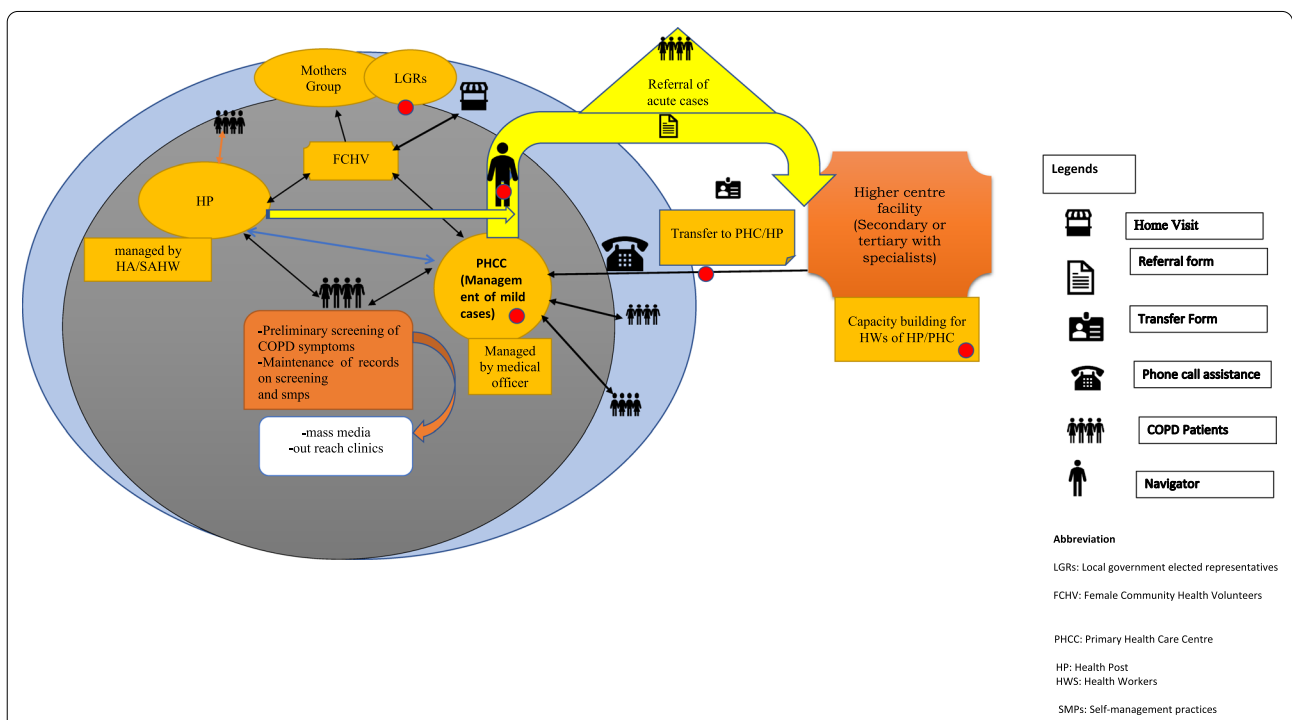 Mothers
Group
LGRs
Referral of
acute cases
FCHV
HP
managed by
HA/SAHW
PHCC
(Managem
ent of mild
cases)
Managed
by medical
officer
-Preliminary screening of
COPD symptoms
-Maintenance of records
on screening
and smps
-mass media
-out reach clinics
Transfer to PHC/HP
Higher centre
facility
(Secondary or
tertiary with
specialists)
Capacity building for
HWs of HP/PHC
Legends
Home Visit
Referral form
Transfer Form
Phone call assistance
COPD Patients
Navigator
Abbreviation
LGRs: Local government elected representatives
FCHV: Female Community Health Volunteers
PHCC: Primary Health Care Centre
HP: Health Post
HWS: Health Workers
SMPs: Self-management practices